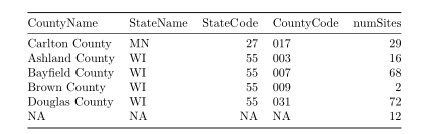 CountyName StateName StateCode CountyCode numSites
Carlton County MN 27 017 29
Ashland County WI 55 003 16
Bayfield County WI 55 007 68
Brown County WI 55 009 2
Douglas County WI 55 031 72
NA NA NA NA 12